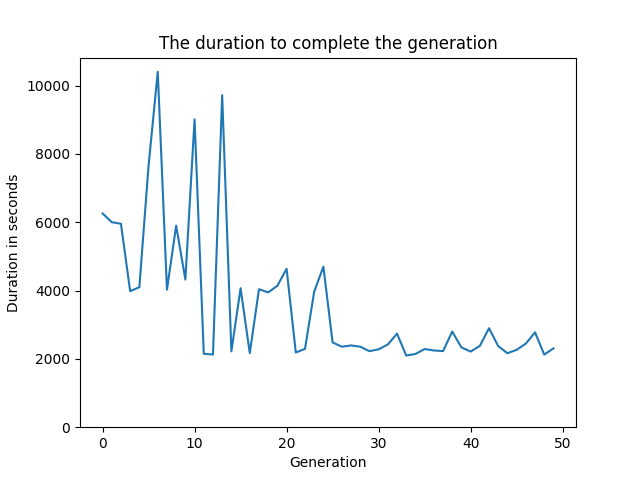 The duration to complete the generation
10000
8000
6000
4000
2000
0
Duration in seconds
0 10 20 30 40 50
Generation